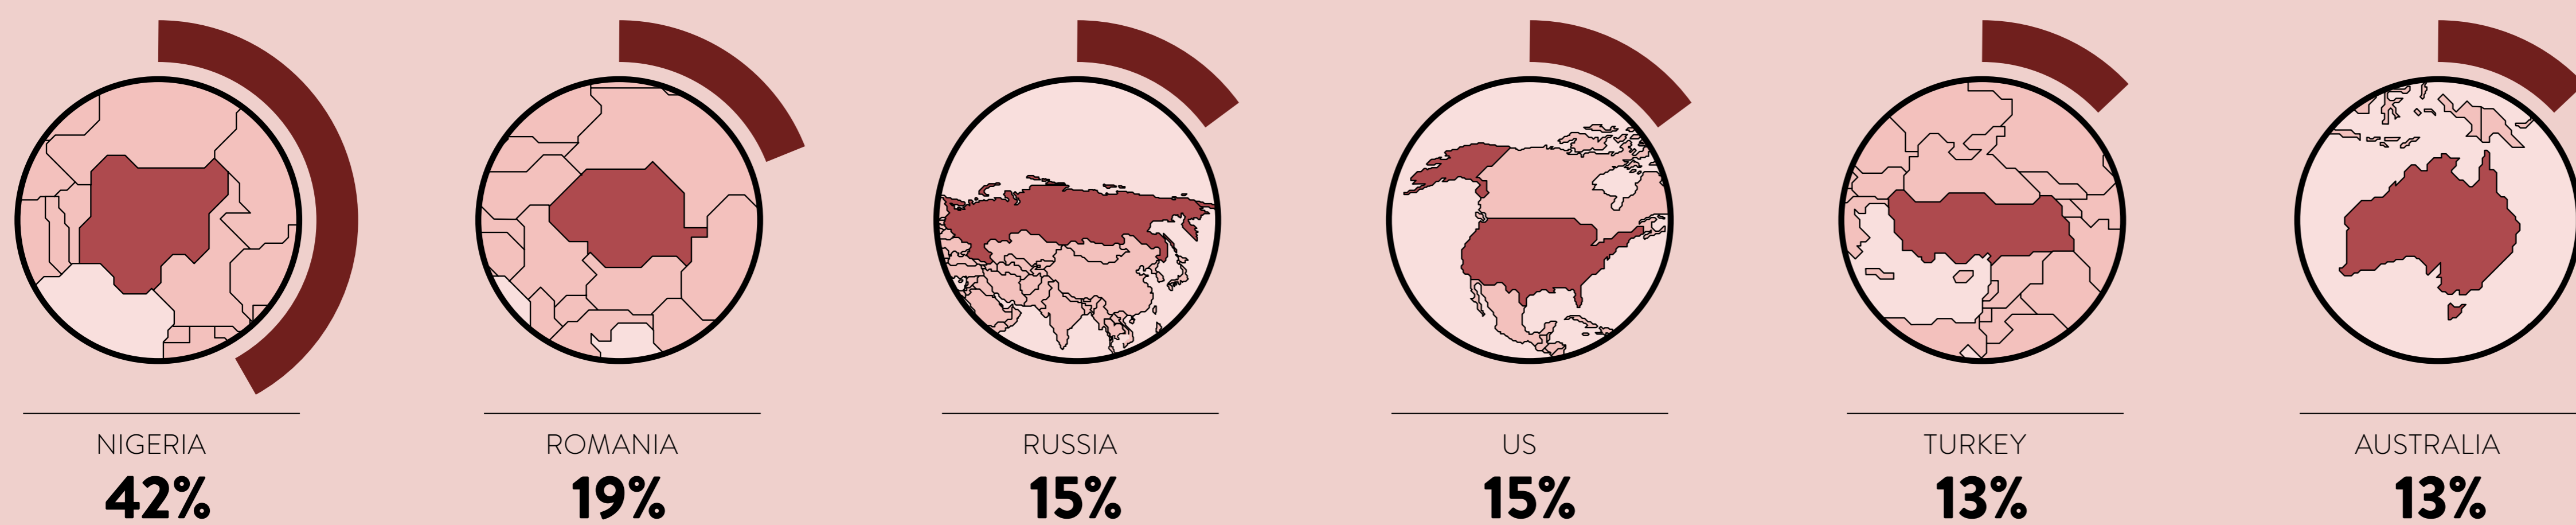 NIGERIA
42%
ROMANIA
19%
RUSSIA
15%
US
15%
TURKEY
13%
AUSTRALIA
13%